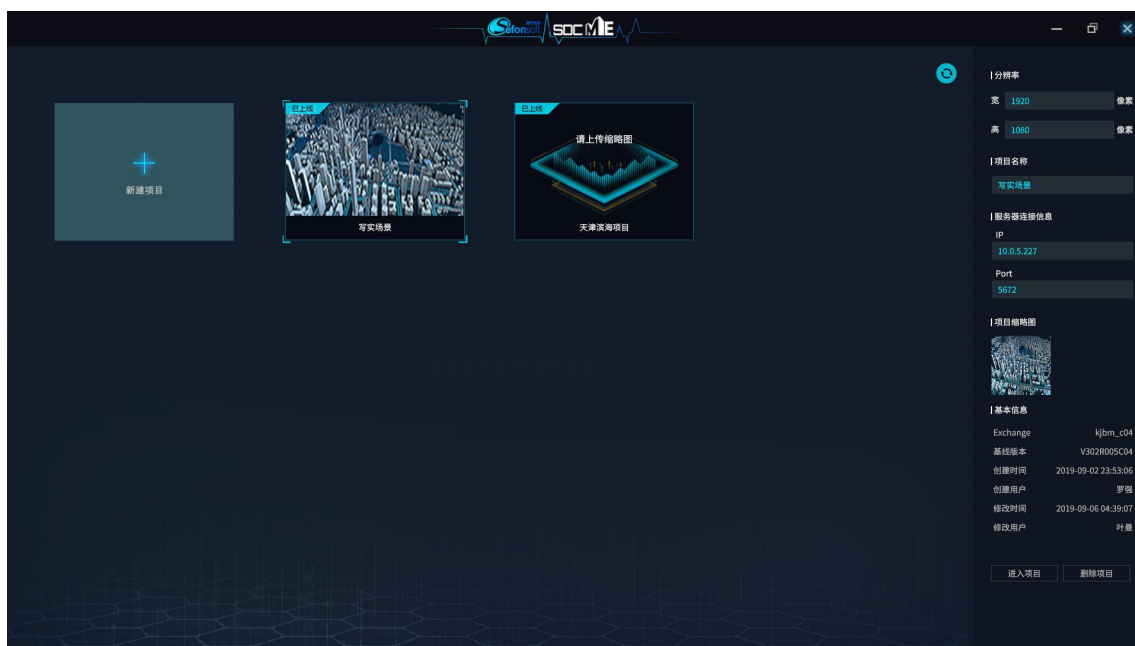 Sefonsoft SDC MIE
新建项目
已上线
写实场景
已上线
请上传缩略图
天津滨海项目
分辨率
宽 1920 像素
高 1080 像素
项目名称
写实场景
服务器连接信息
IP
10.0.5.227
Port
5672
项目缩略图
基本信息
Exchange kjbm_c04
基线版本 V302R005C04
创建时间 2019-09-02 23:53:06
创建用户 罗强
修改时间 2019-09-06 04:39:07
修改用户 叶曼
进入项目 删除项目